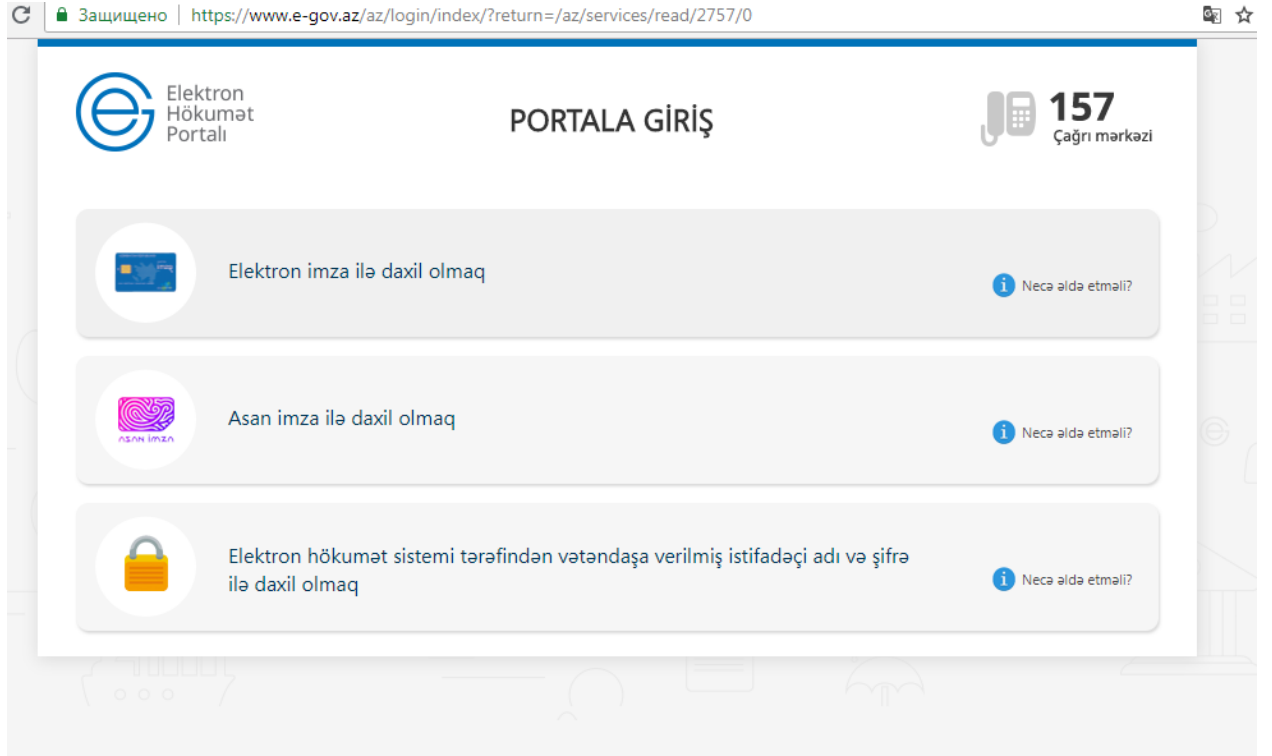 Защищено https://www.e-gov.az/az/login/index/?return=/az/services/read/2757/0
Elektron
Hökumət
Portalı
PORTALA GİRİŞ
157
Çağrı mərkəzi
Elektron imza ilə daxil olmaq
Necə əldə etməli?
Asan imza ilə daxil olmaq
Necə əldə etməli?
ASAN İMZA
Elektron hökumət sistemi tərəfindən vətəndaşa verilmiş istifadəçi adı və şifrə
ilə daxil olmaq
Necə əldə etməli?